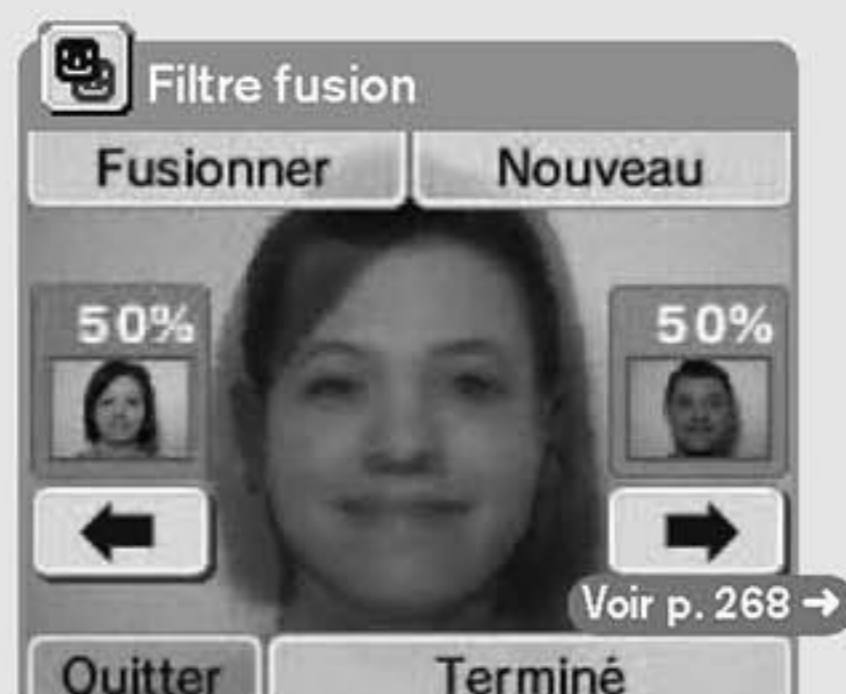 Filtre fusion
Fusionner
Nouveau
50%
50%
Voir p. 268 →
Quitter
Terminé